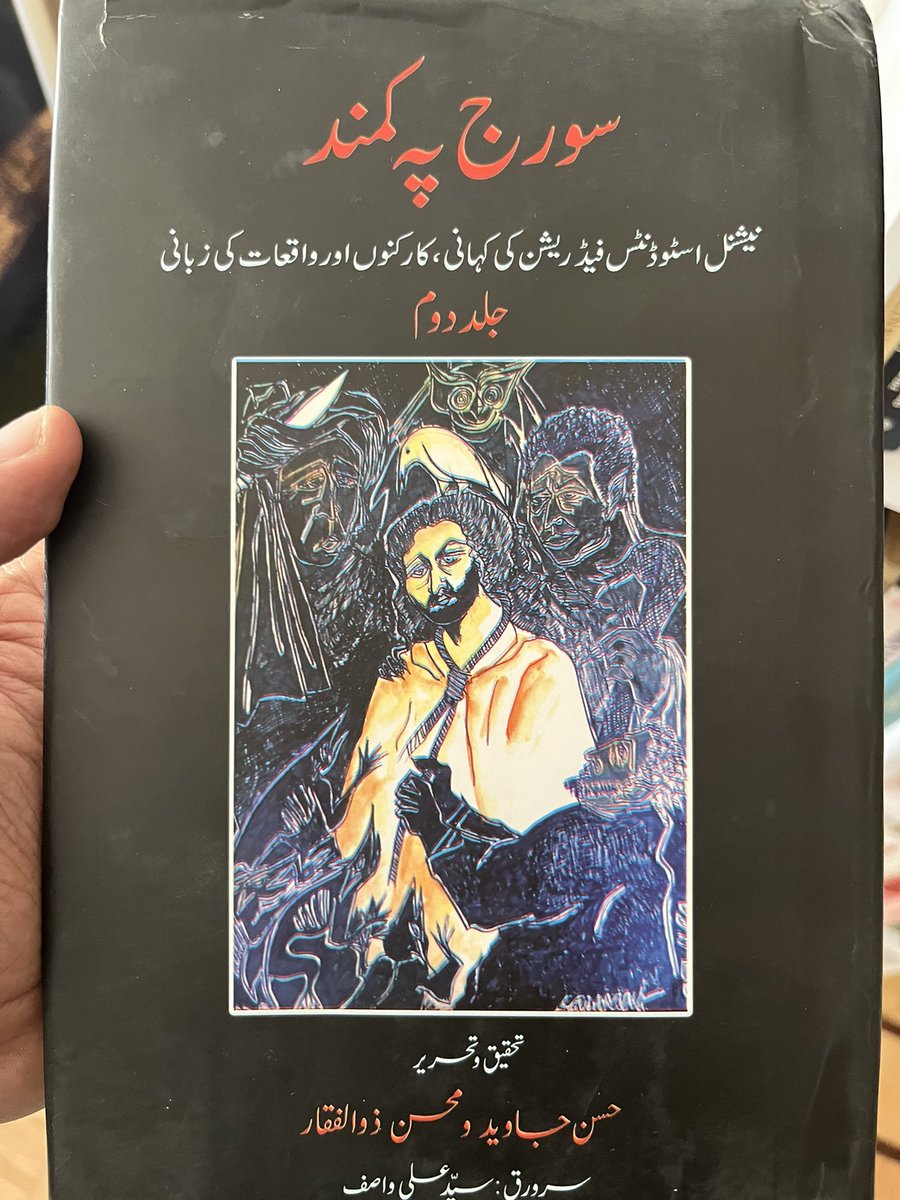 سورج پہ کمند
نیشنل اسٹوڈنٹس فیڈریشن کی کہانی، کارکنوں اور واقعات کی زبانی
جلد دوم
تحقیق و تحریر
حسن جاوید و محسن ذوالفقار
سرورق: سیّد علی واصف